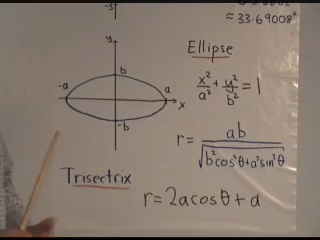 ≈ 33.69008°
y
Ellipse
-a
b
a
x
-b
x²/a² + y²/b² = 1
r = ab/√(b²cos²θ+a²sin²θ)
Trisectrix
r = 2acosθ + a